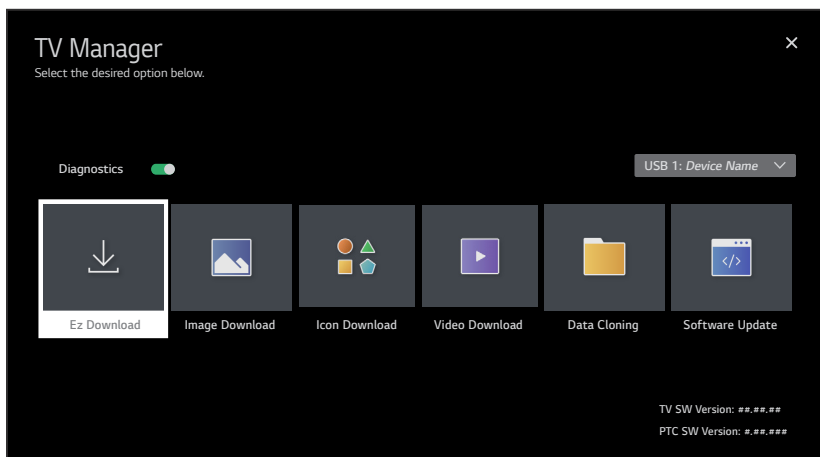 TV Manager
Select the desired option below.
Diagnostics
USB 1: Device Name
Ez Download
Image Download
Icon Download
Video Download
Data Cloning
Software Update
</>
TV SW Version: ##.##.##
PTC SW Version: #.##.###